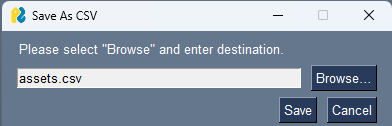 Save As CSV
Please select "Browse" and enter destination.
assets.csv
Browse...
Save
Cancel